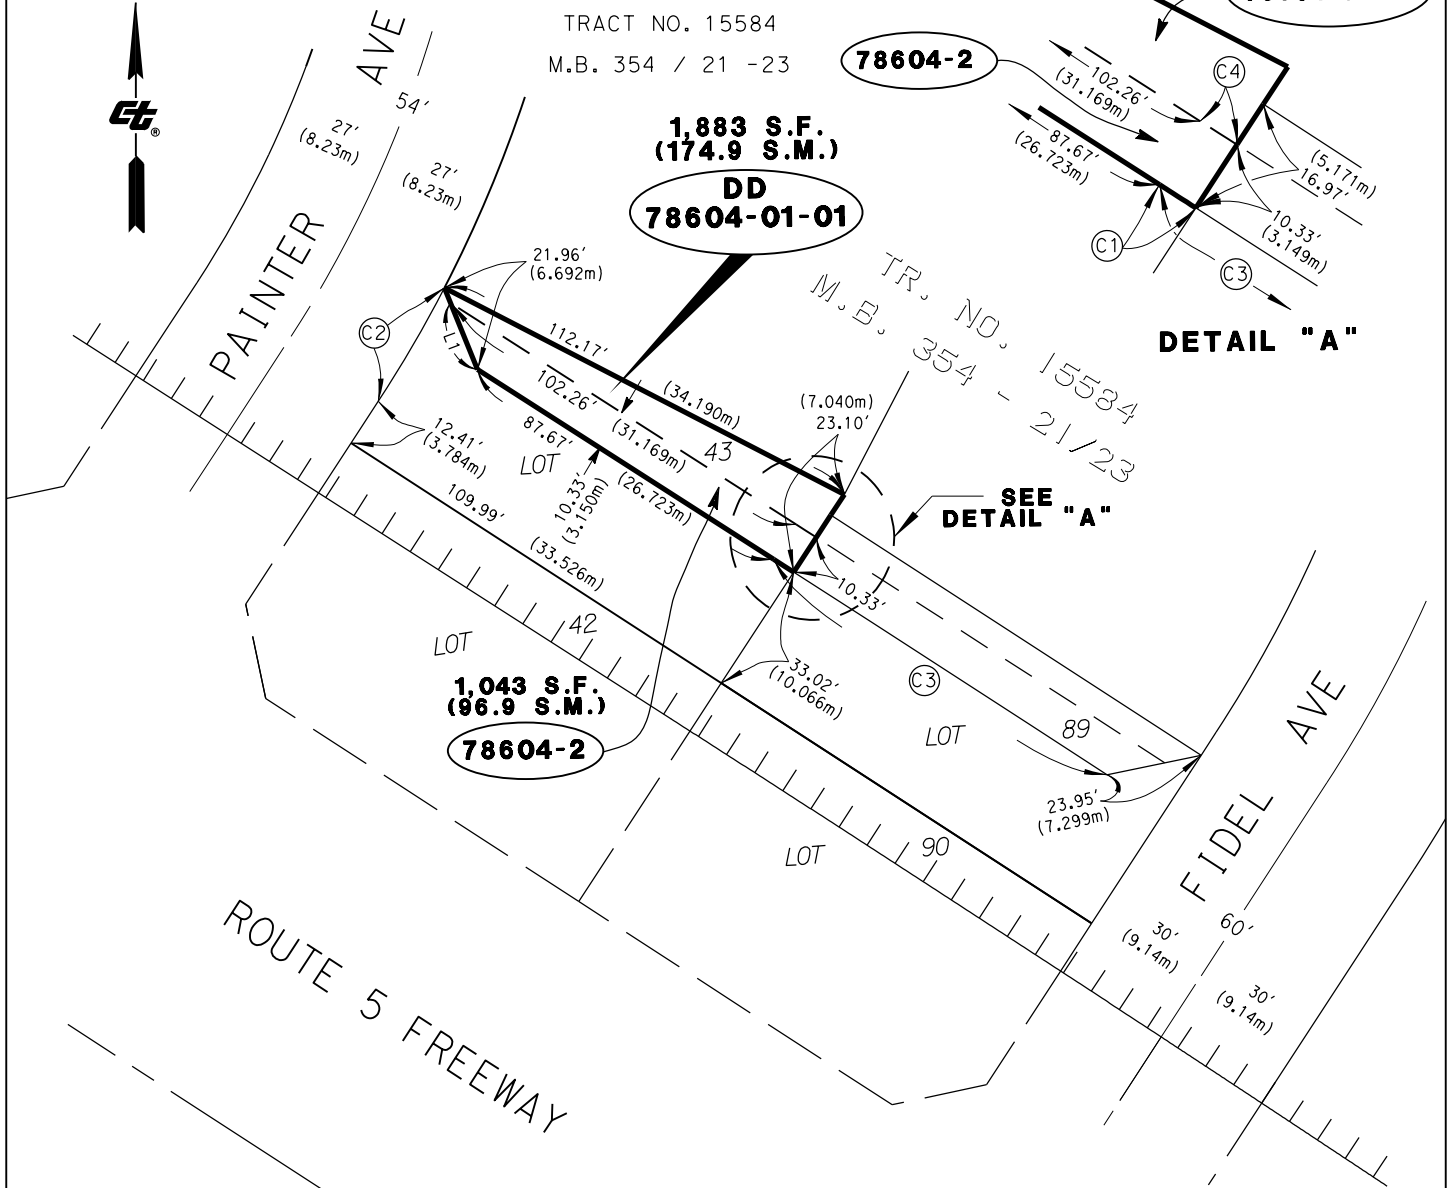 TRACT NO. 15584
M.B. 354 / 21 -23
78604-2
102.26'
(31.169m)
C4
87.67'
(26.723m)
(5.171m)
16.97'
10.33'
(3.149m)
C1
C3
DETAIL "A"
Ct
®
PAINTER AVE
54'
27'
(8.23m)
27'
(8.23m)
1,883 S.F.
(174.9 S.M.)
DD
78604-01-01
21.96'
(6.692m)
C2
L1
112.17'
(34.190m)
102.26'
(31.169m)
TR. NO. 15584
M.B. 354 - 21/23
(7.040m)
23.10'
12.41'
(3.784m)
87.67'
(26.723m)
LOT 43
10.33'
(3.150m)
109.99'
(33.526m)
SEE
DETAIL "A"
10.33'
LOT 42
1,043 S.F.
(96.9 S.M.)
78604-2
33.02'
(10.066m)
C3
LOT 89
23.95'
(7.299m)
LOT 90
FIDEL AVE
60'
30'
(9.14m)
30'
(9.14m)
ROUTE 5 FREEWAY